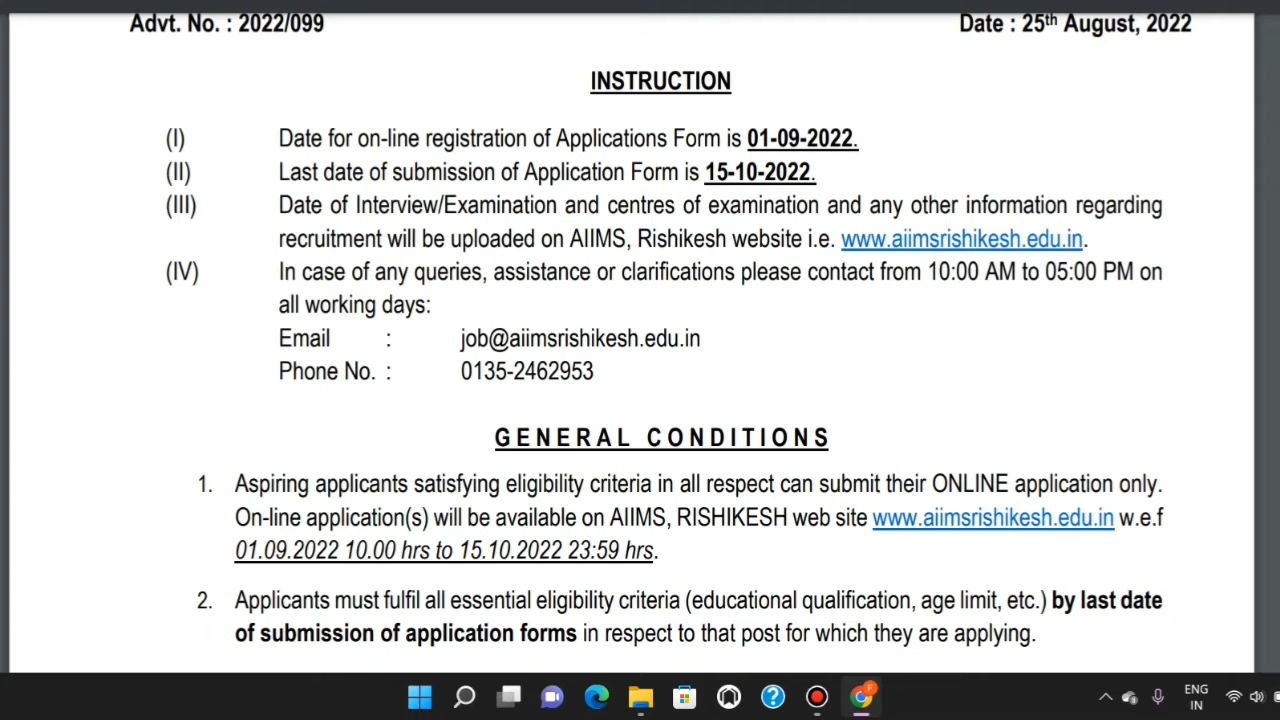 Advt. No. : 2022/099 Date : 25th August, 2022
INSTRUCTION
(I) Date for on-line registration of Applications Form is 01-09-2022.
(II) Last date of submission of Application Form is 15-10-2022.
(III) Date of Interview/Examination and centres of examination and any other information regarding
recruitment will be uploaded on AIIMS, Rishikesh website i.e. www.aiimsrishikesh.edu.in.
(IV) In case of any queries, assistance or clarifications please contact from 10:00 AM to 05:00 PM on
all working days:
Email : job@aiimsrishikesh.edu.in
Phone No. : 0135-2462953
GENERAL CONDITIONS
1. Aspiring applicants satisfying eligibility criteria in all respect can submit their ONLINE application only.
On-line application(s) will be available on AIIMS, RISHIKESH web site www.aiimsrishikesh.edu.in w.e.f
01.09.2022 10.00 hrs to 15.10.2022 23:59 hrs.
2. Applicants must fulfil all essential eligibility criteria (educational qualification, age limit, etc.) by last date
of submission of application forms in respect to that post for which they are applying.
F
ENG
IN